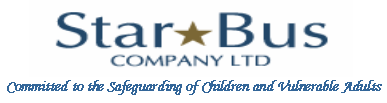 Star★Bus
COMPANY LTD
Committed to the Safeguarding of Children and Vulnerable Adults